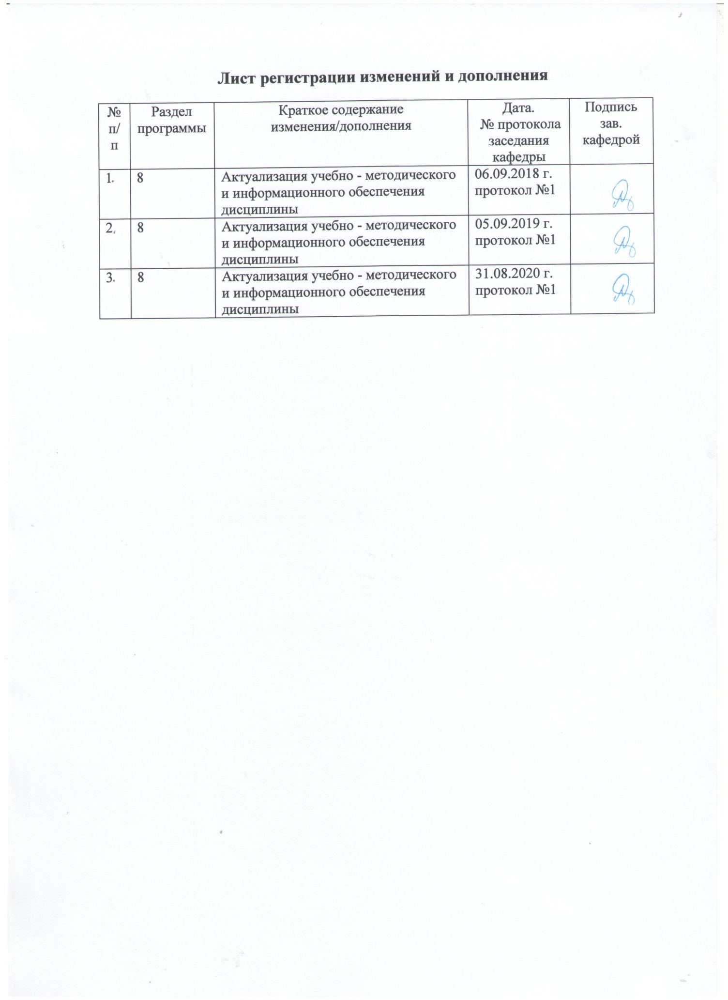 Лист регистрации изменений и дополнения
№
п/
п
Раздел
программы
Краткое содержание
изменения/дополнения
Дата.
№ протокола
заседания
кафедры
Подпись
зав.
кафедрой
1.
8
Актуализация учебно - методического
и информационного обеспечения
дисциплины
06.09.2018 г.
протокол №1
2.
8
Актуализация учебно - методического
и информационного обеспечения
дисциплины
05.09.2019 г.
протокол №1
3.
8
Актуализация учебно - методического
и информационного обеспечения
дисциплины
31.08.2020 г.
протокол №1